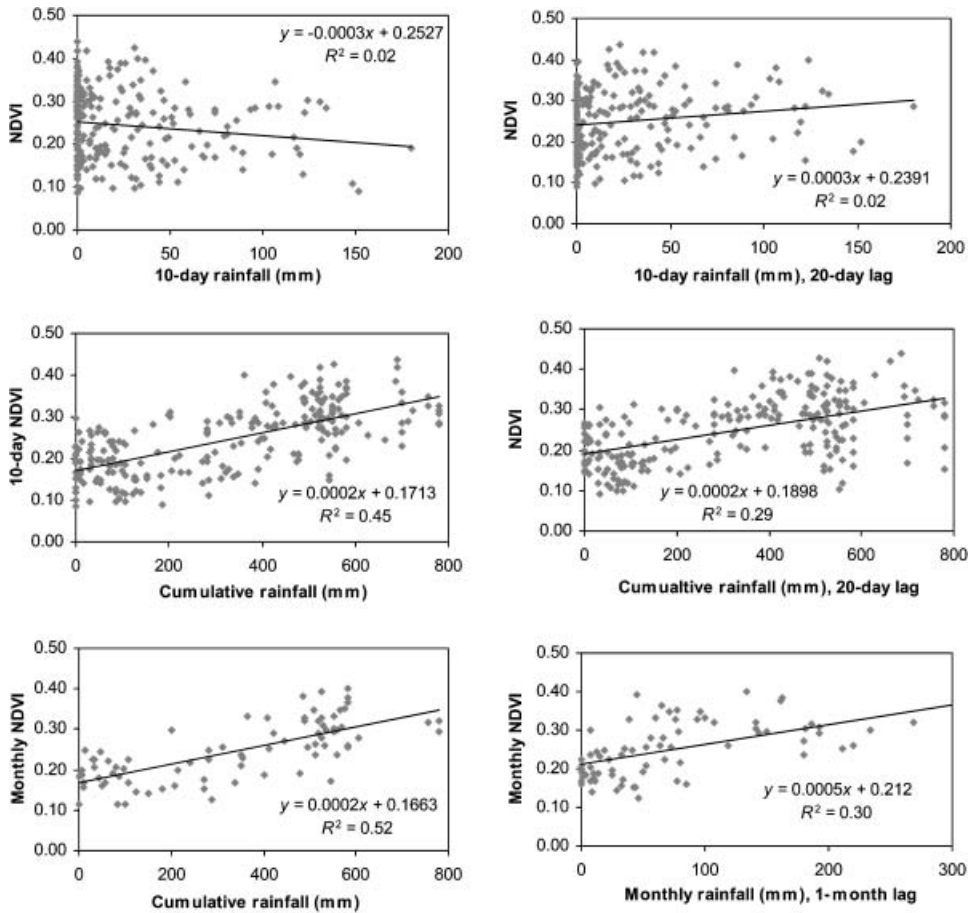 y = -0.0003x + 0.2527
R² = 0.02
NDVI
0.50
0.40
0.30
0.20
0.10
0.00
0 50 100 150 200
10-day rainfall (mm)
NDVI
0.50
0.40
0.30
0.20
0.10
0.00
y = 0.0003x + 0.2391
R² = 0.02
0 50 100 150 200
10-day rainfall (mm), 20-day lag
10-day NDVI
0.50
0.40
0.30
0.20
0.10
0.00
y = 0.0002x + 0.1713
R² = 0.45
0 200 400 600 800
Cumulative rainfall (mm)
NDVI
0.50
0.40
0.30
0.20
0.10
0.00
y = 0.0002x + 0.1898
R² = 0.29
0 200 400 600 800
Cumualtive rainfall (mm), 20-day lag
Monthly NDVI
0.50
0.40
0.30
0.20
0.10
0.00
y = 0.0002x + 0.1663
R² = 0.52
0 200 400 600 800
Cumulative rainfall (mm)
Monthly NDVI
0.50
0.40
0.30
0.20
0.10
0.00
y = 0.0005x + 0.212
R² = 0.30
0 100 200 300
Monthly rainfall (mm), 1-month lag